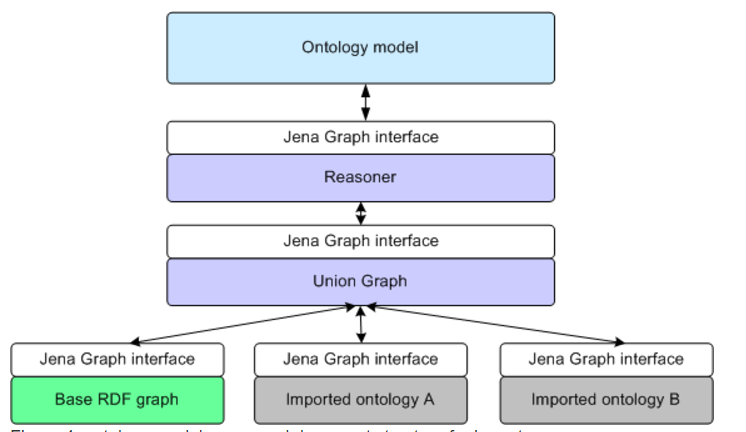 Ontology model
Jena Graph interface
Reasoner
Jena Graph interface
Union Graph
Jena Graph interface
Jena Graph interface
Jena Graph interface
Base RDF graph
Imported ontology A
Imported ontology B